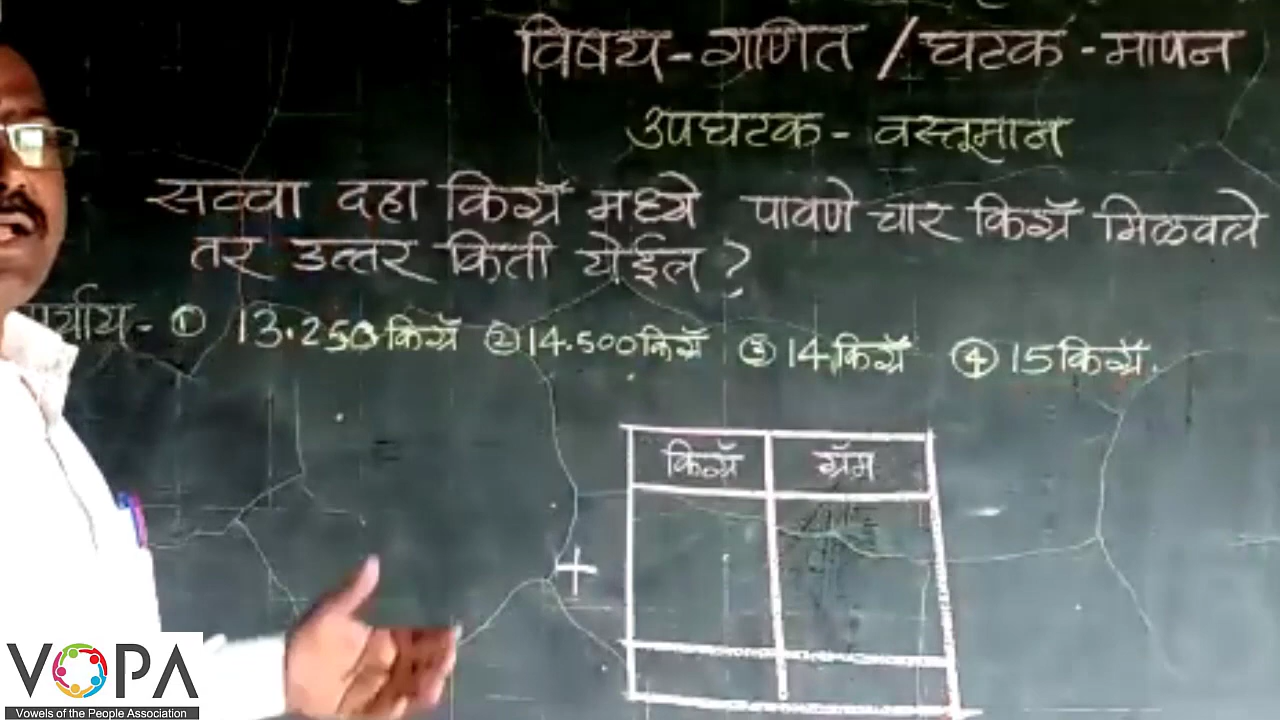 विषय-गणित / घटक - मापन
उपघटक - वस्तूमान
सव्वा दहा किग्रॅ मध्ये पावणे चार किग्रॅ मिळवले
तर उत्तर किती येईल ?
पर्याय - ① 13.250 किग्रॅ ② 14.500 किग्रॅ ③ 14 किग्रॅ ④ 15 किग्रॅ.
किग्रॅ ग्रॅम
+
VOPA
Vowels of the People Association